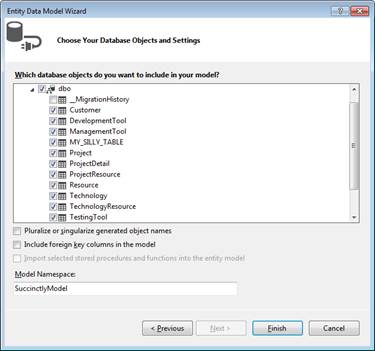 Entity Data Model Wizard
Choose Your Database Objects and Settings
Which database objects do you want to include in your model?
dbo
__MigrationHistory
Customer
DevelopmentTool
ManagementTool
MY_SILLY_TABLE
Project
ProjectDetail
ProjectResource
Resource
Technology
TechnologyResource
TestingTool
Pluralize or singularize generated object names
Include foreign key columns in the model
Import selected stored procedures and functions into the entity model
Model Namespace:
SuccinctlyModel
< Previous Next > Finish Cancel